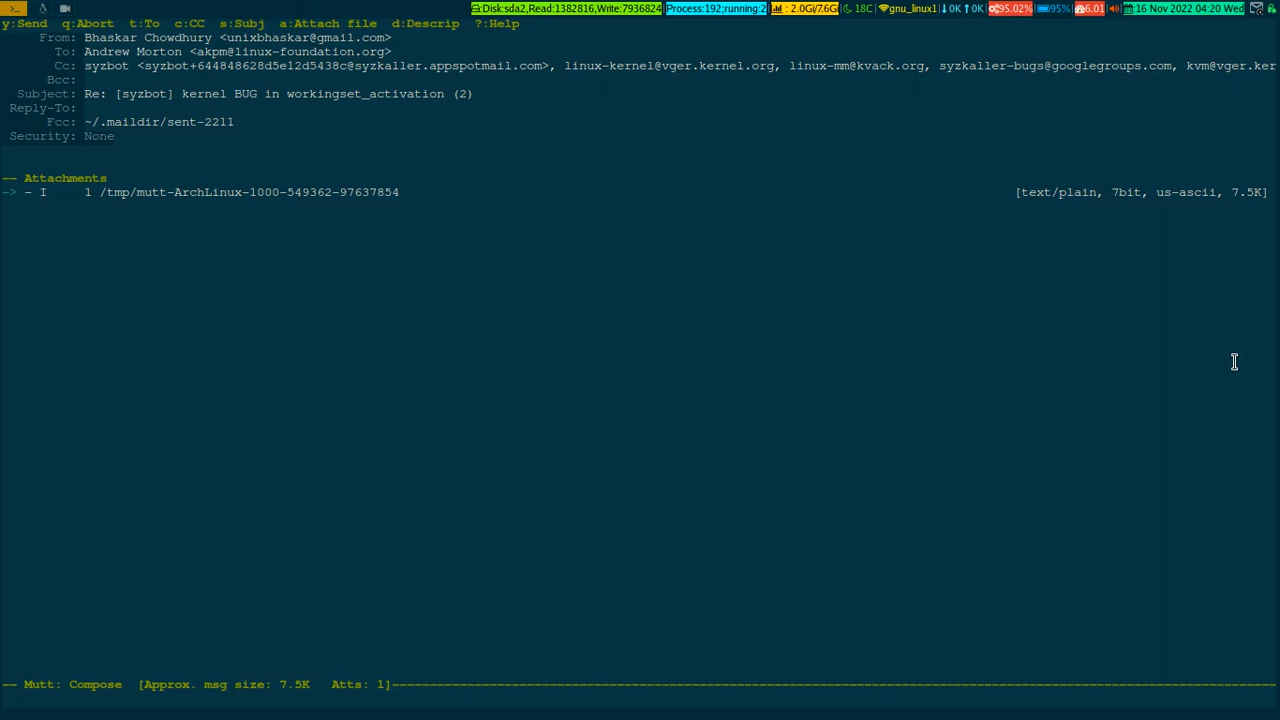 >_ Disk:sda2,Read:1382816,Write:7936824 Process:192;running:2 : 2.0Gi/7.6Gi 18C gnu_linux1 ↓0K ↑0K 95.02% 95% 6.01 :16 Nov 2022 04:20 Wed
y:Send  q:Abort  t:To  c:CC  s:Subj  a:Attach file  d:Descrip  ?:Help
From: Bhaskar Chowdhury <unixbhaskar@gmail.com>
To: Andrew Morton <akpm@linux-foundation.org>
Cc: syzbot <syzbot+644848628d5e12d5438c@syzkaller.appspotmail.com>, linux-kernel@vger.kernel.org, linux-mm@kvack.org, syzkaller-bugs@googlegroups.com, kvm@vger.ker
Bcc:
Subject: Re: [syzbot] kernel BUG in workingset_activation (2)
Reply-To:
Fcc: ~/.maildir/sent-2211
Security: None
-- Attachments
-> - I     1 /tmp/mutt-ArchLinux-1000-549362-97637854 [text/plain, 7bit, us-ascii, 7.5K]
-- Mutt: Compose  [Approx. msg size: 7.5K   Atts: 1]------------------------------------------------------------------------------------------------------------------------